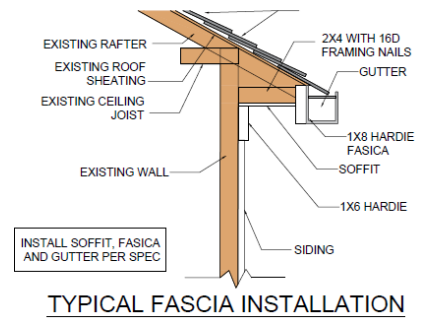 EXISTING RAFTER
EXISTING ROOF
SHEATING
EXISTING CEILING
JOIST
2X4 WITH 16D
FRAMING NAILS
GUTTER
1X8 HARDIE
FASICA
SOFFIT
EXISTING WALL
1X6 HARDIE
INSTALL SOFFIT, FASICA
AND GUTTER PER SPEC
SIDING
TYPICAL FASCIA INSTALLATION